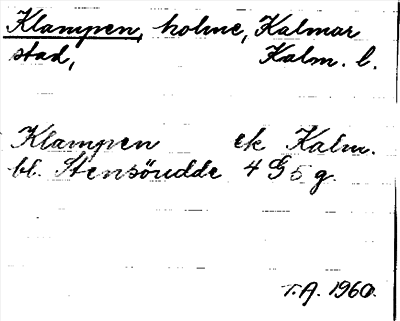 Klampen, holme, Kalmar
stad, Kalm. l.
Klampen ek Kalm.
bl. Stensöudde 4 G 5 g.
T.A. 1960.